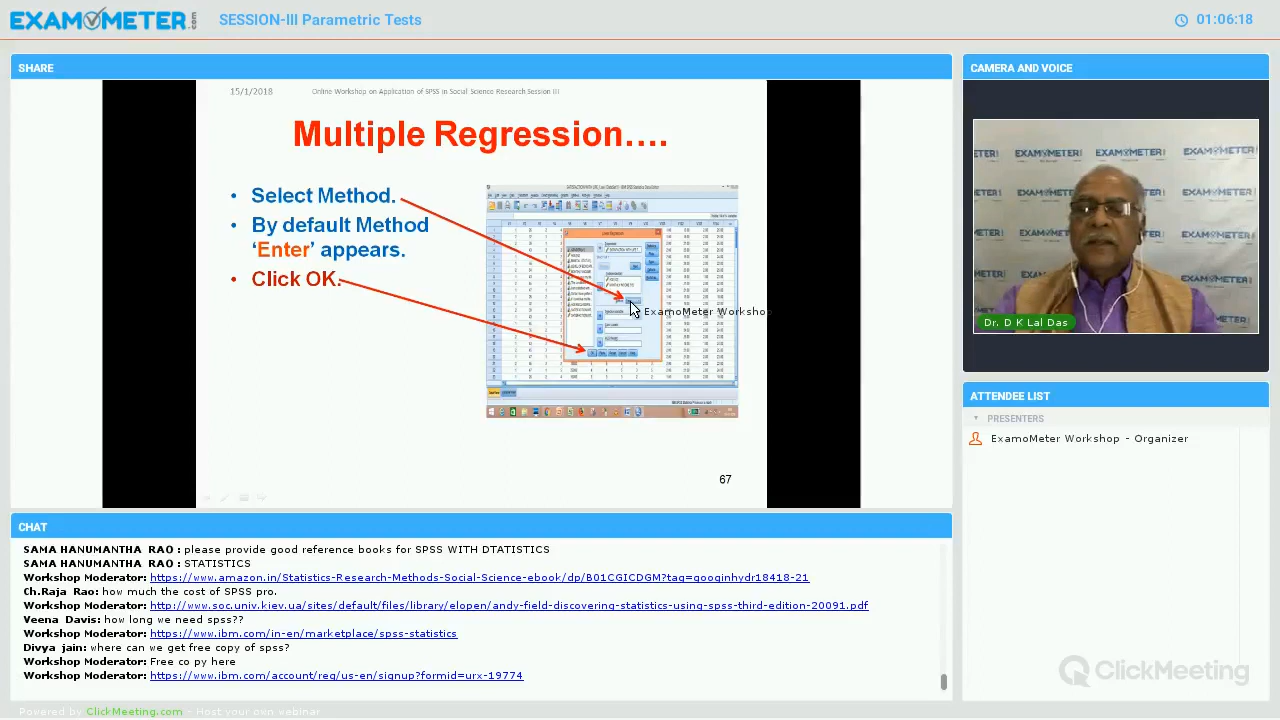 EXAMOMETER.com
SESSION-III Parametric Tests
01:06:18
SHARE
15/1/2018
Online Workshop on Application of SPSS in Social Science Research Session III
Multiple Regression….
• Select Method.
• By default Method
‘Enter’ appears.
• Click OK.
ExamoMeter Workshop
67
CAMERA AND VOICE
METER!
EXAMOMETER!
EXAMOMETER!
EXAMOMETER!
Dr. D K Lal Das
ATTENDEE LIST
PRESENTERS
ExamoMeter Workshop - Organizer
CHAT
SAMA HANUMANTHA RAO : please provide good reference books for SPSS WITH DTATISTICS
SAMA HANUMANTHA RAO : STATISTICS
Workshop Moderator: https://www.amazon.in/Statistics-Research-Methods-Social-Science-ebook/dp/B01CGICDGM?tag=googinhydr18418-21
Ch.Raja Rao: how much the cost of SPSS pro.
Workshop Moderator: http://www.soc.univ.kiev.ua/sites/default/files/library/elopen/andy-field-discovering-statistics-using-spss-third-edition-20091.pdf
Veena Davis: how long we need spss??
Workshop Moderator: https://www.ibm.com/in-en/marketplace/spss-statistics
Divya jain: where can we get free copy of spss?
Workshop Moderator: Free co py here
Workshop Moderator: https://www.ibm.com/account/reg/us-en/signup?formid=urx-19774
ClickMeeting
Powered by ClickMeeting.com - Host your own webinar